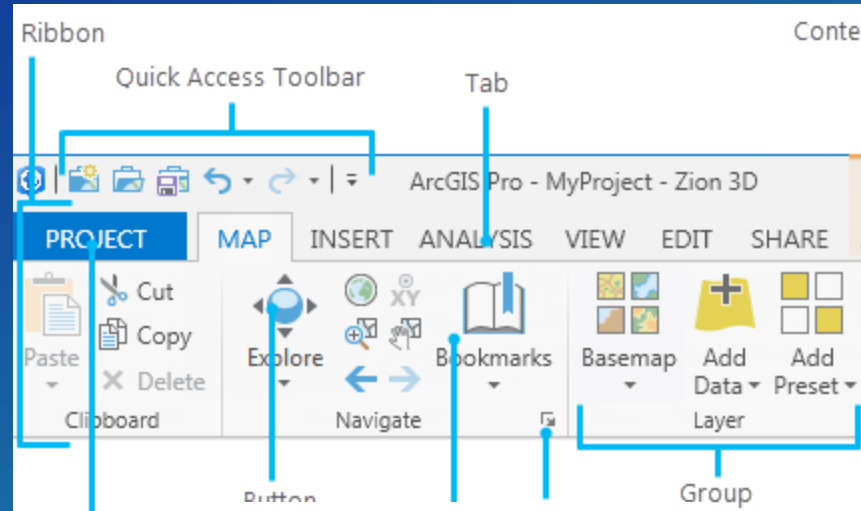 Ribbon
Conte
Quick Access Toolbar
Tab
ArcGIS Pro - MyProject - Zion 3D
PROJECT MAP INSERT ANALYSIS VIEW EDIT SHARE
Cut
XY
Copy
Paste Explore Bookmarks Basemap Add Add
Delete Data Preset
Clipboard Navigate Layer
Button Group